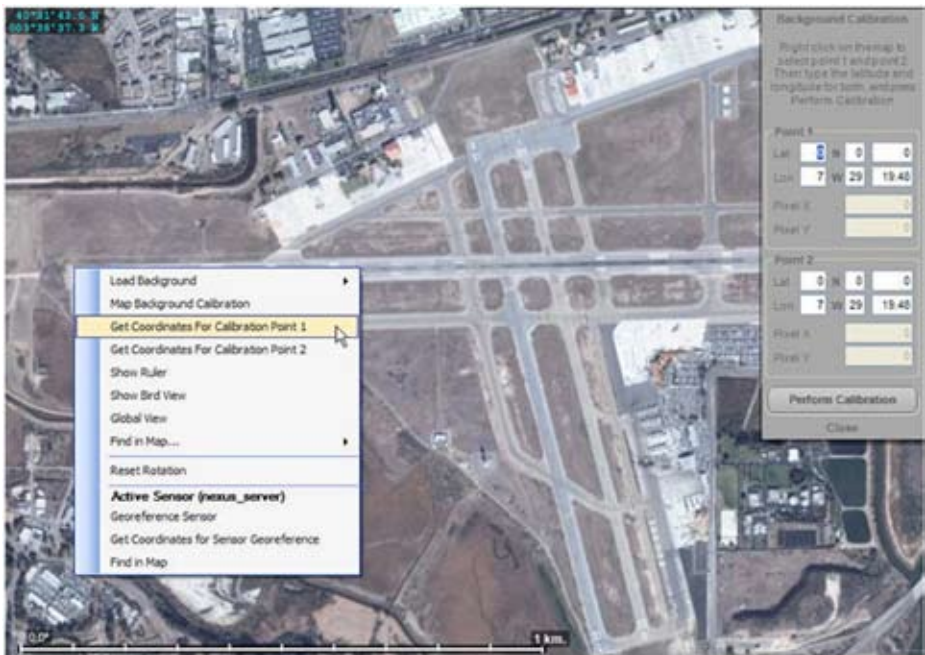 Background Calibration
Right click on the map to
select point 1 and point 2
Then type the latitude and
longitude for both, and press
Perform Calibration
Point 1
Lat 0 N 0 0
Lon 7 W 29 19.48
Pixel X 0
Pixel Y 0
Point 2
Lat 0 N 0 0
Lon 7 W 29 19.48
Pixel X 0
Pixel Y 0
Perform Calibration
Close
Load Background
Map Background Calibration
Get Coordinates For Calibration Point 1
Get Coordinates For Calibration Point 2
Show Ruler
Show Bird View
Global View
Find in Map...
Reset Rotation
Active Sensor (nexus_server)
Georeference Sensor
Get Coordinates for Sensor Georeference
Find in Map
0.0°
1 km.